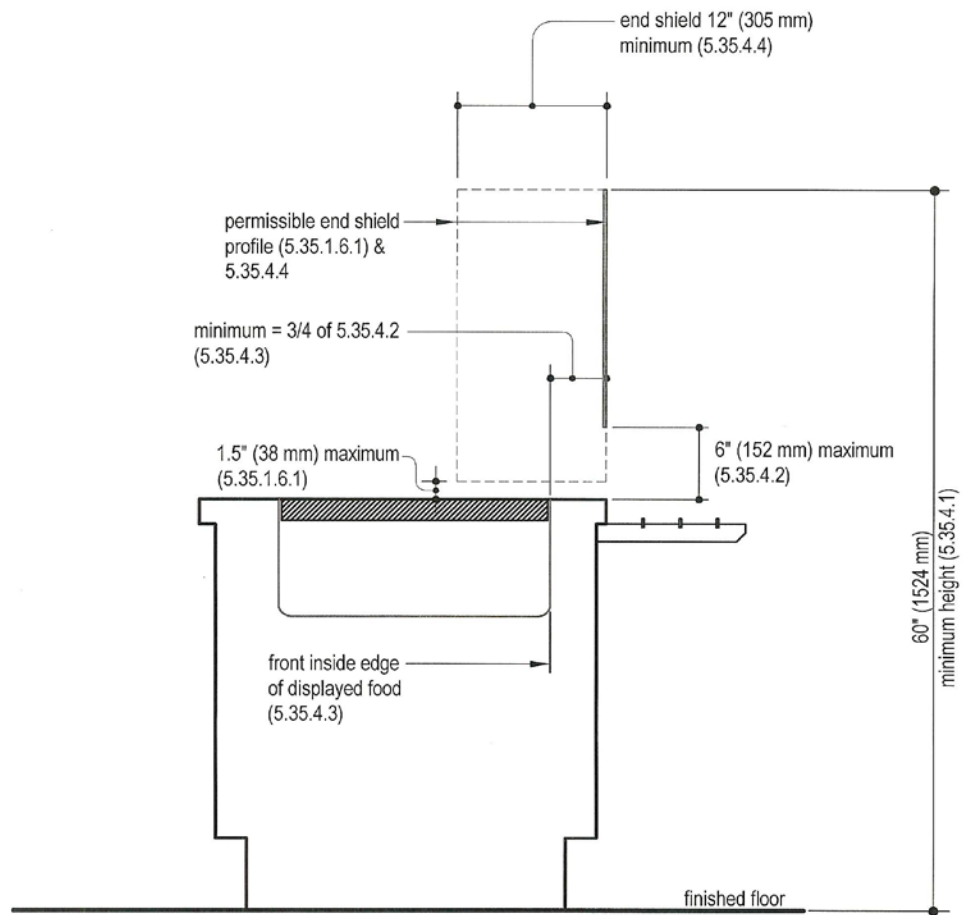 end shield 12" (305 mm)
minimum (5.35.4.4)
permissible end shield
profile (5.35.1.6.1) &
5.35.4.4
minimum = 3/4 of 5.35.4.2
(5.35.4.3)
1.5" (38 mm) maximum
(5.35.1.6.1)
6" (152 mm) maximum
(5.35.4.2)
60" (1524 mm)
minimum height (5.35.4.1)
front inside edge
of displayed food
(5.35.4.3)
finished floor